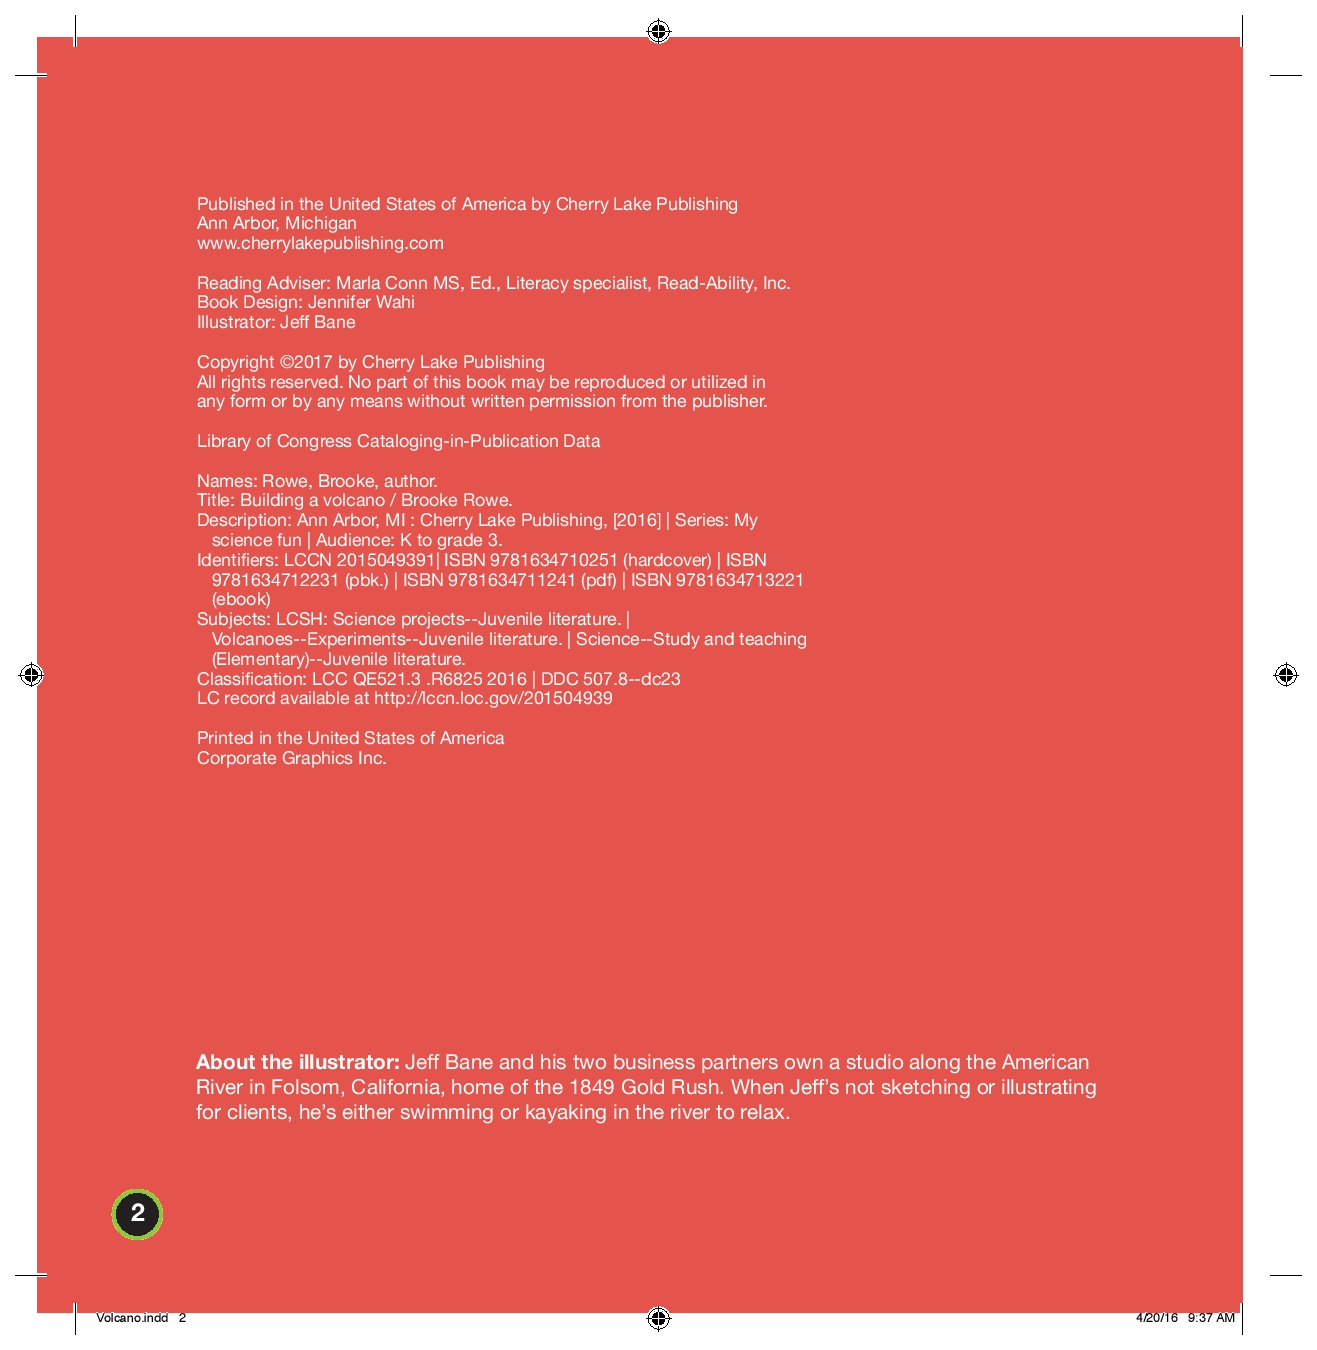 Published in the United States of America by Cherry Lake Publishing
Ann Arbor, Michigan
www.cherrylakepublishing.com
Reading Adviser: Marla Conn MS, Ed., Literacy specialist, Read-Ability, Inc.
Book Design: Jennifer Wahi
Illustrator: Jeff Bane
Copyright ©2017 by Cherry Lake Publishing
All rights reserved. No part of this book may be reproduced or utilized in
any form or by any means without written permission from the publisher.
Library of Congress Cataloging-in-Publication Data
Names: Rowe, Brooke, author.
Title: Building a volcano / Brooke Rowe.
Description: Ann Arbor, MI : Cherry Lake Publishing, [2016] | Series: My
science fun | Audience: K to grade 3.
Identifiers: LCCN 2015049391| ISBN 9781634710251 (hardcover) | ISBN
9781634712231 (pbk.) | ISBN 9781634711241 (pdf) | ISBN 9781634713221
(ebook)
Subjects: LCSH: Science projects--Juvenile literature. |
Volcanoes--Experiments--Juvenile literature. | Science--Study and teaching
(Elementary)--Juvenile literature.
Classification: LCC QE521.3 .R6825 2016 | DDC 507.8--dc23
LC record available at http://lccn.loc.gov/201504939
Printed in the United States of America
Corporate Graphics Inc.
About the illustrator: Jeff Bane and his two business partners own a studio along the American
River in Folsom, California, home of the 1849 Gold Rush. When Jeff’s not sketching or illustrating
for clients, he’s either swimming or kayaking in the river to relax.
2
Volcano.indd 2 4/20/16 9:37 AM